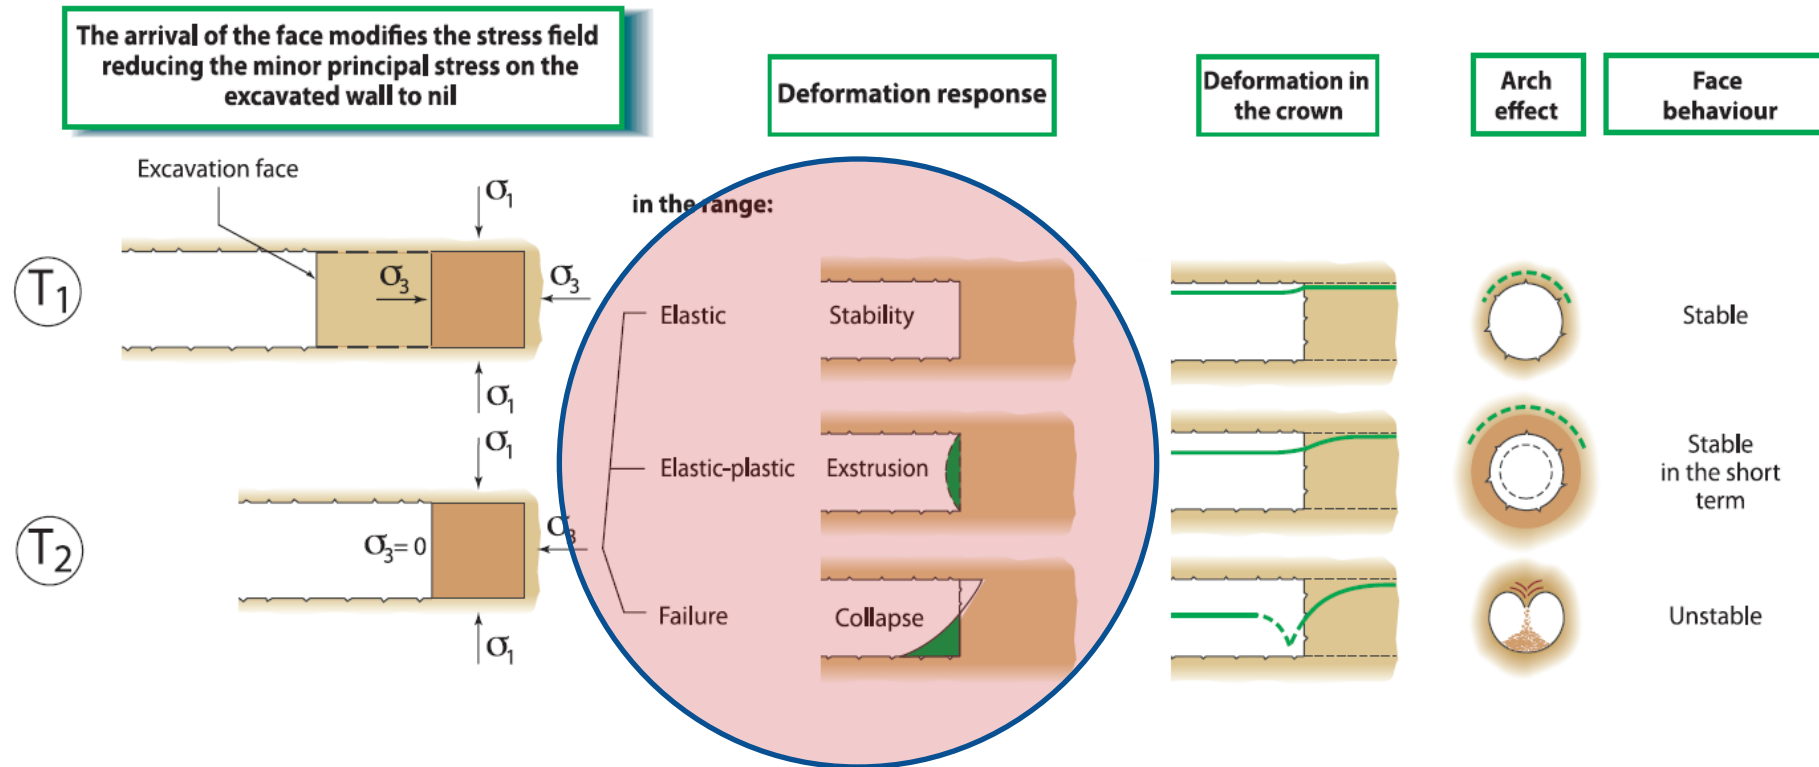 The arrival of the face modifies the stress field
reducing the minor principal stress on the
excavated wall to nil
Deformation response
Deformation in
the crown
Arch
effect
Face
behaviour
Excavation face
σ1
in the range:
T1
σ3
σ3
Elastic
Stability
Stable
σ1
σ1
Elastic-plastic
Exstrusion
Stable
in the short
term
T2
σ3= 0
σ3
Failure
Collapse
Unstable
σ1